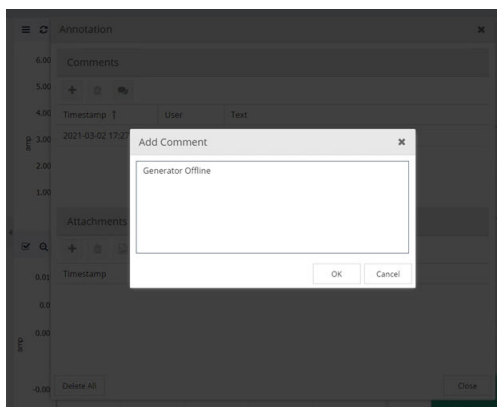 Annotation
Comments
6.00
5.00
4.00
Timestamp User Text
2021-03-02 17:27
amp
3.00
2.00
1.00
Add Comment
Generator Offline
OK Cancel
Attachments
Timestamp
0.01
0.0
0.00
amp
-0.00
Delete All Close